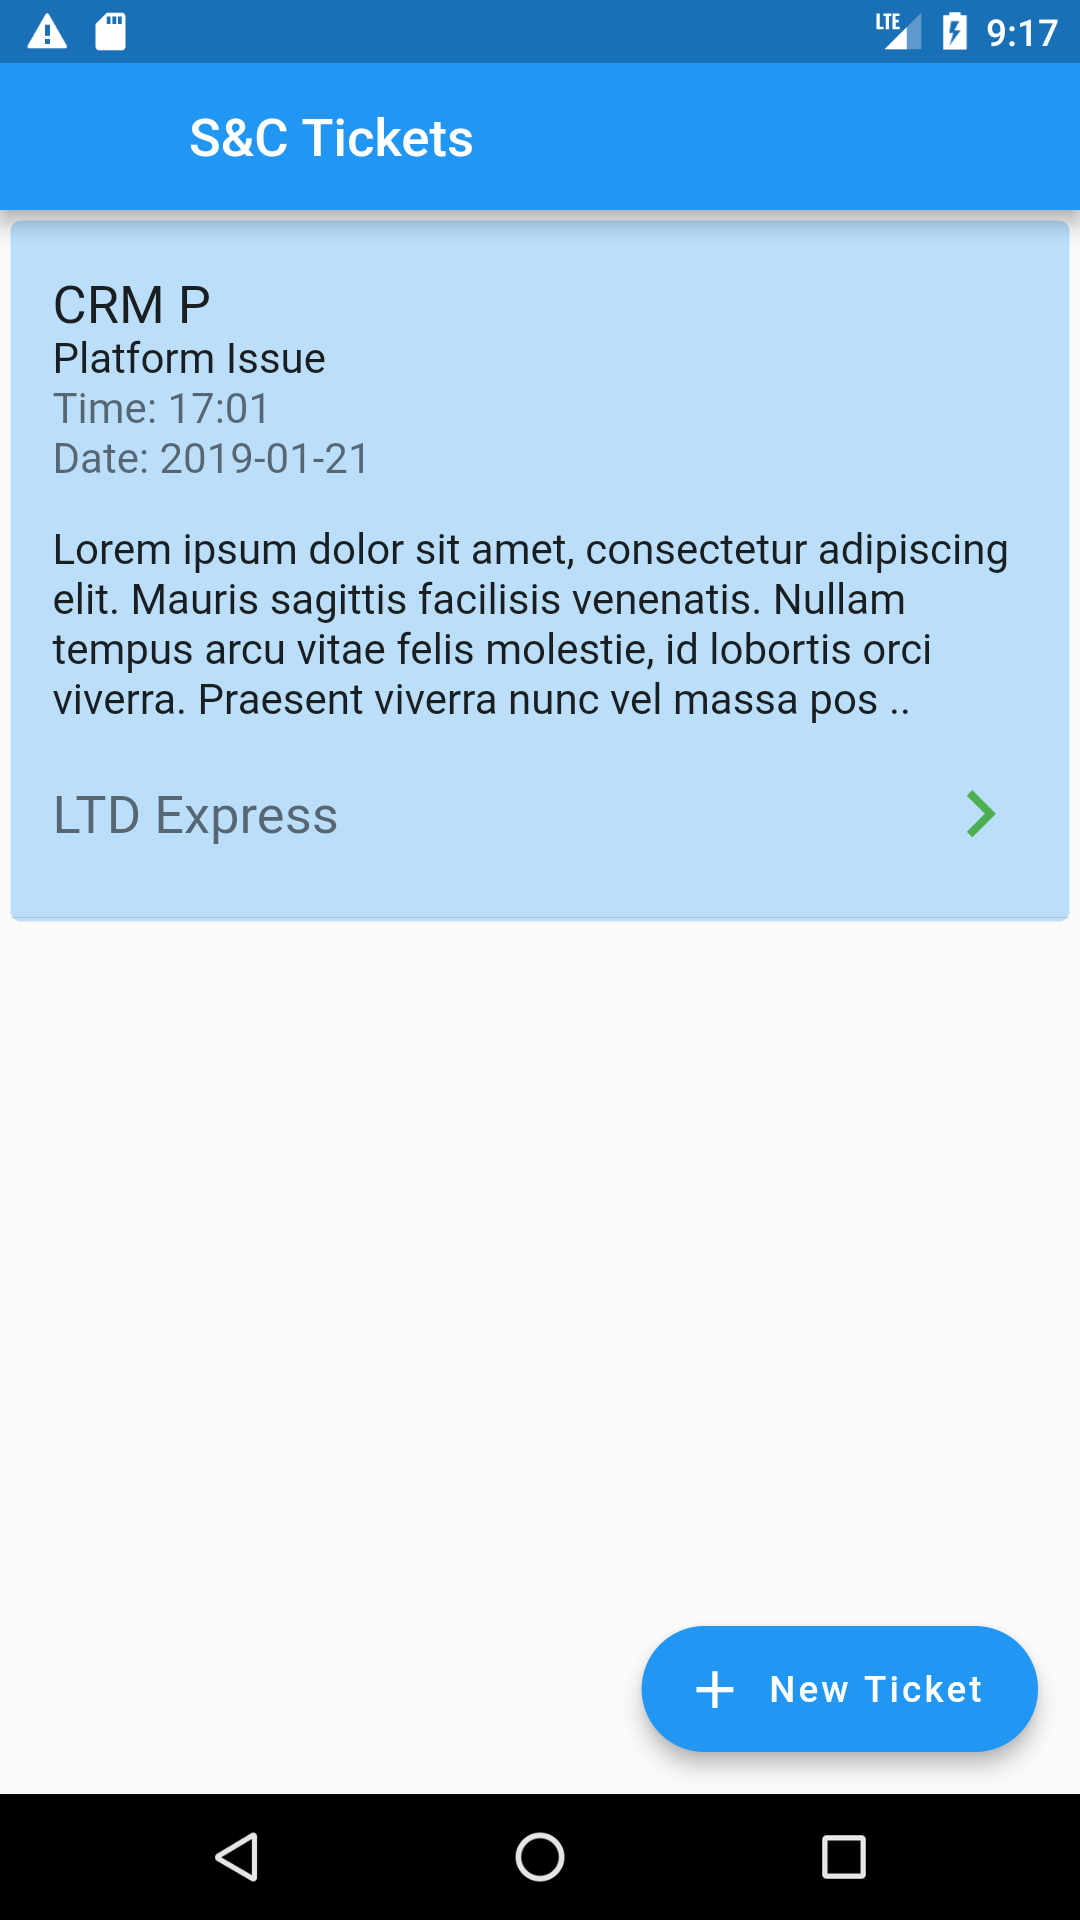 LTE 9:17
S&C Tickets
CRM P
Platform Issue
Time: 17:01
Date: 2019-01-21
Lorem ipsum dolor sit amet, consectetur adipiscing
elit. Mauris sagittis facilisis venenatis. Nullam
tempus arcu vitae felis molestie, id lobortis orci
viverra. Praesent viverra nunc vel massa pos ..
LTD Express
New Ticket